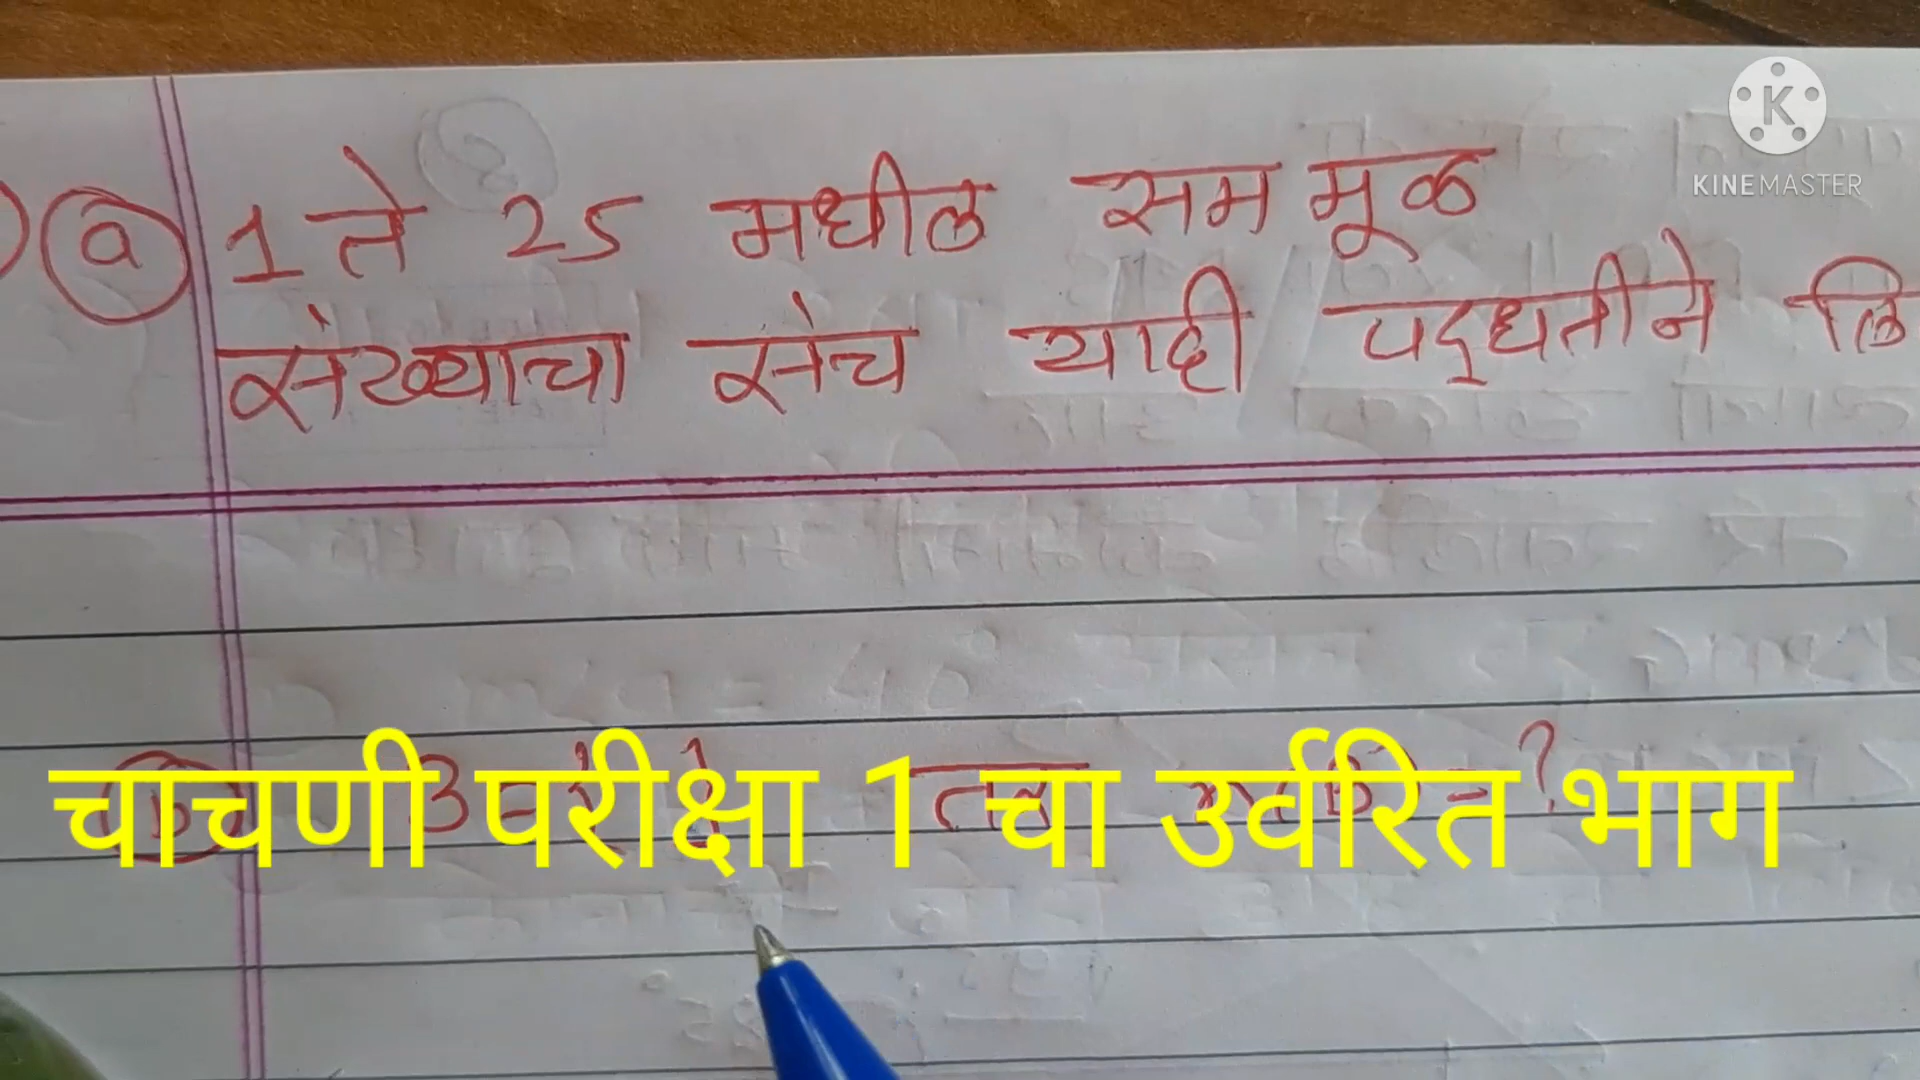 KINEMASTER
a 1 ते 25 मधील सम मूळ
संख्याचा संच यादी पद्धतीने लि
चाचणी परीक्षा 1 चा उर्वरित भाग